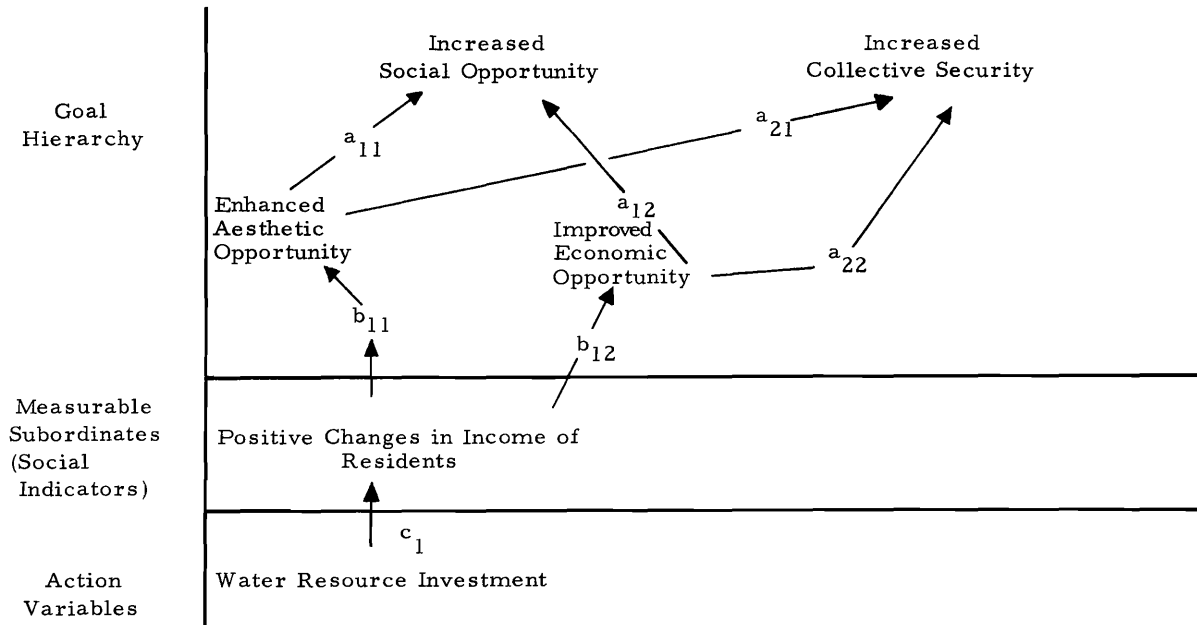 Increased
Social Opportunity
Increased
Collective Security
Goal
Hierarchy
a11
a21
Enhanced
Aesthetic
Opportunity
a12
Improved
Economic
Opportunity
a22
b11
b12
Measurable
Subordinates
(Social
Indicators)
Positive Changes in Income of
Residents
c1
Action
Variables
Water Resource Investment